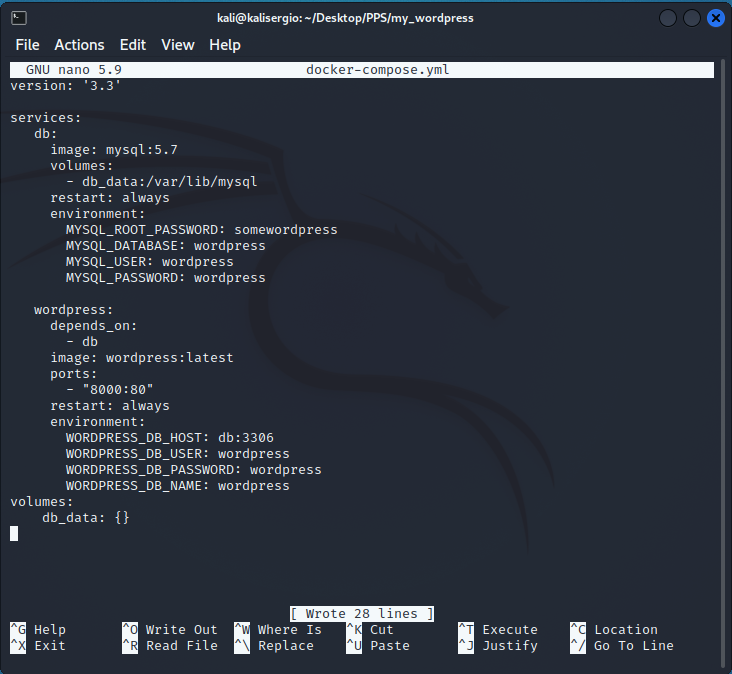 kali@kalisergio: ~/Desktop/PPS/my_wordpress
File Actions Edit View Help
GNU nano 5.9 docker-compose.yml
version: '3.3'

services:
   db:
     image: mysql:5.7
     volumes:
       - db_data:/var/lib/mysql
     restart: always
     environment:
       MYSQL_ROOT_PASSWORD: somewordpress
       MYSQL_DATABASE: wordpress
       MYSQL_USER: wordpress
       MYSQL_PASSWORD: wordpress

   wordpress:
     depends_on:
       - db
     image: wordpress:latest
     ports:
       - "8000:80"
     restart: always
     environment:
       WORDPRESS_DB_HOST: db:3306
       WORDPRESS_DB_USER: wordpress
       WORDPRESS_DB_PASSWORD: wordpress
       WORDPRESS_DB_NAME: wordpress
volumes:
    db_data: {}
[ Wrote 28 lines ]
^G Help ^O Write Out ^W Where Is ^K Cut ^T Execute ^C Location
^X Exit ^R Read File ^\ Replace ^U Paste ^J Justify ^/ Go To Line